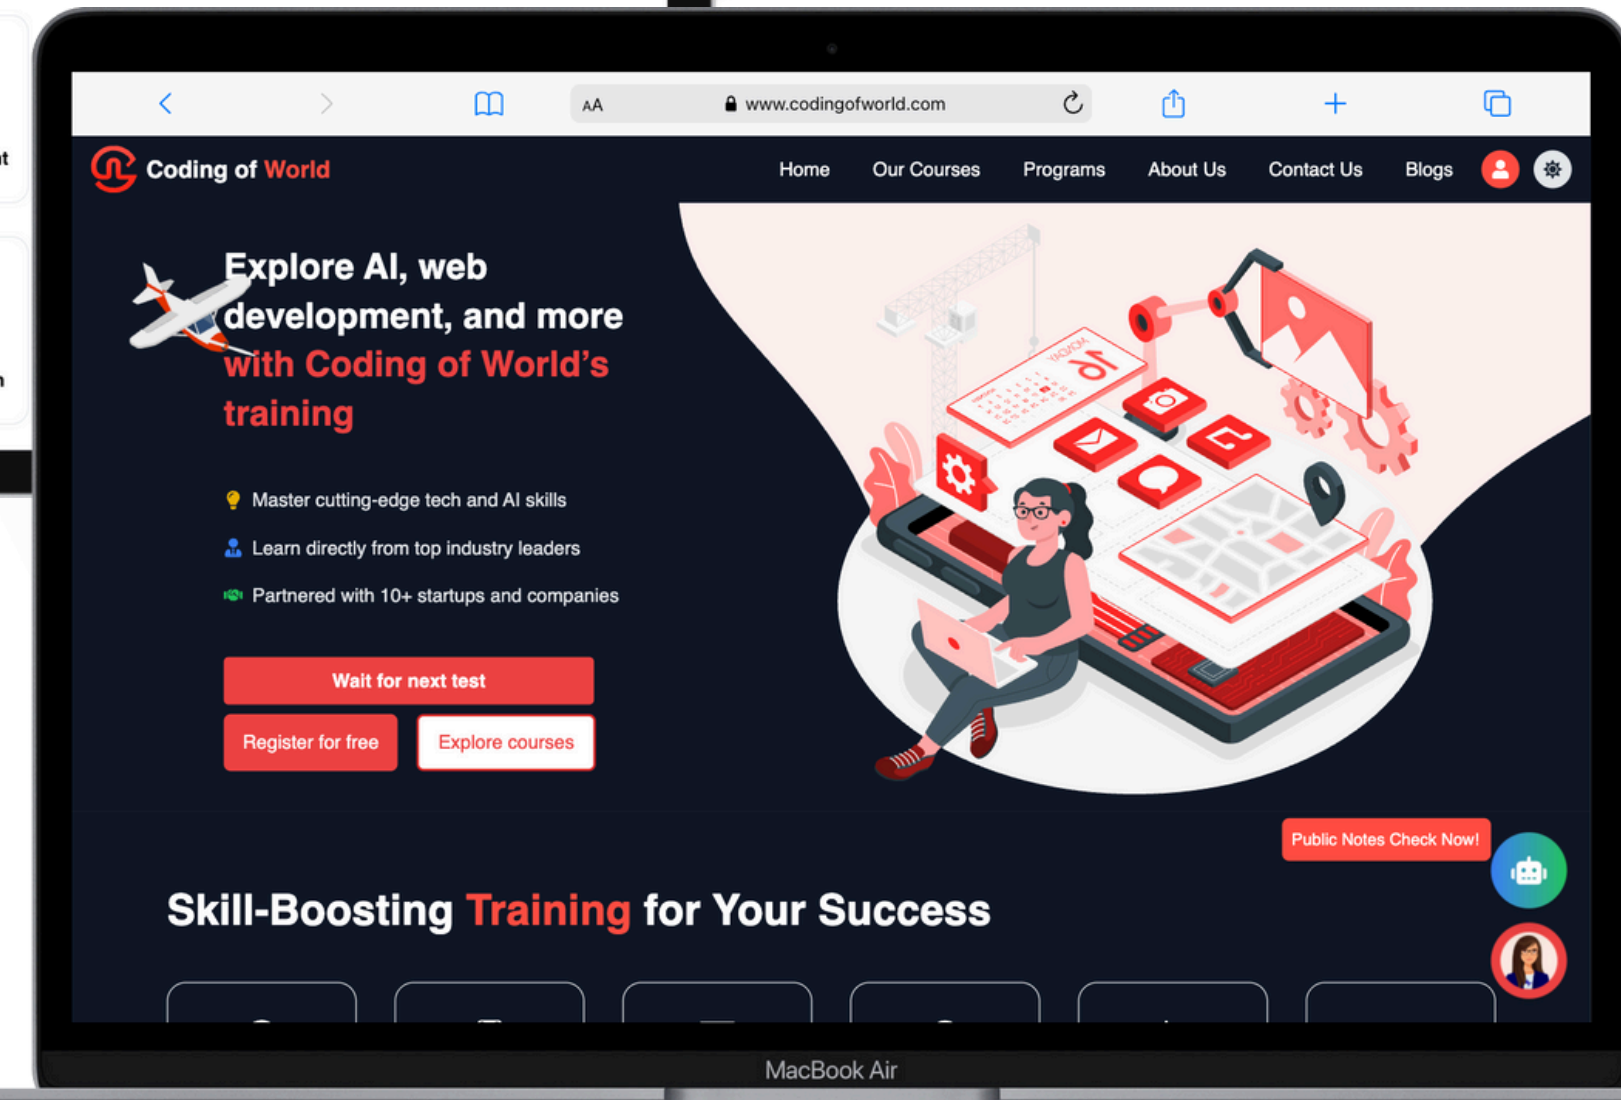 t
n
AA
www.codingofworld.com
Coding of World
Home
Our Courses
Programs
About Us
Contact Us
Blogs
Explore AI, web
development, and more
with Coding of World’s
training
Master cutting-edge tech and AI skills
Learn directly from top industry leaders
Partnered with 10+ startups and companies
Wait for next test
Register for free
Explore courses
MONDAY
16
Public Notes Check Now!
Skill-Boosting Training for Your Success
MacBook Air